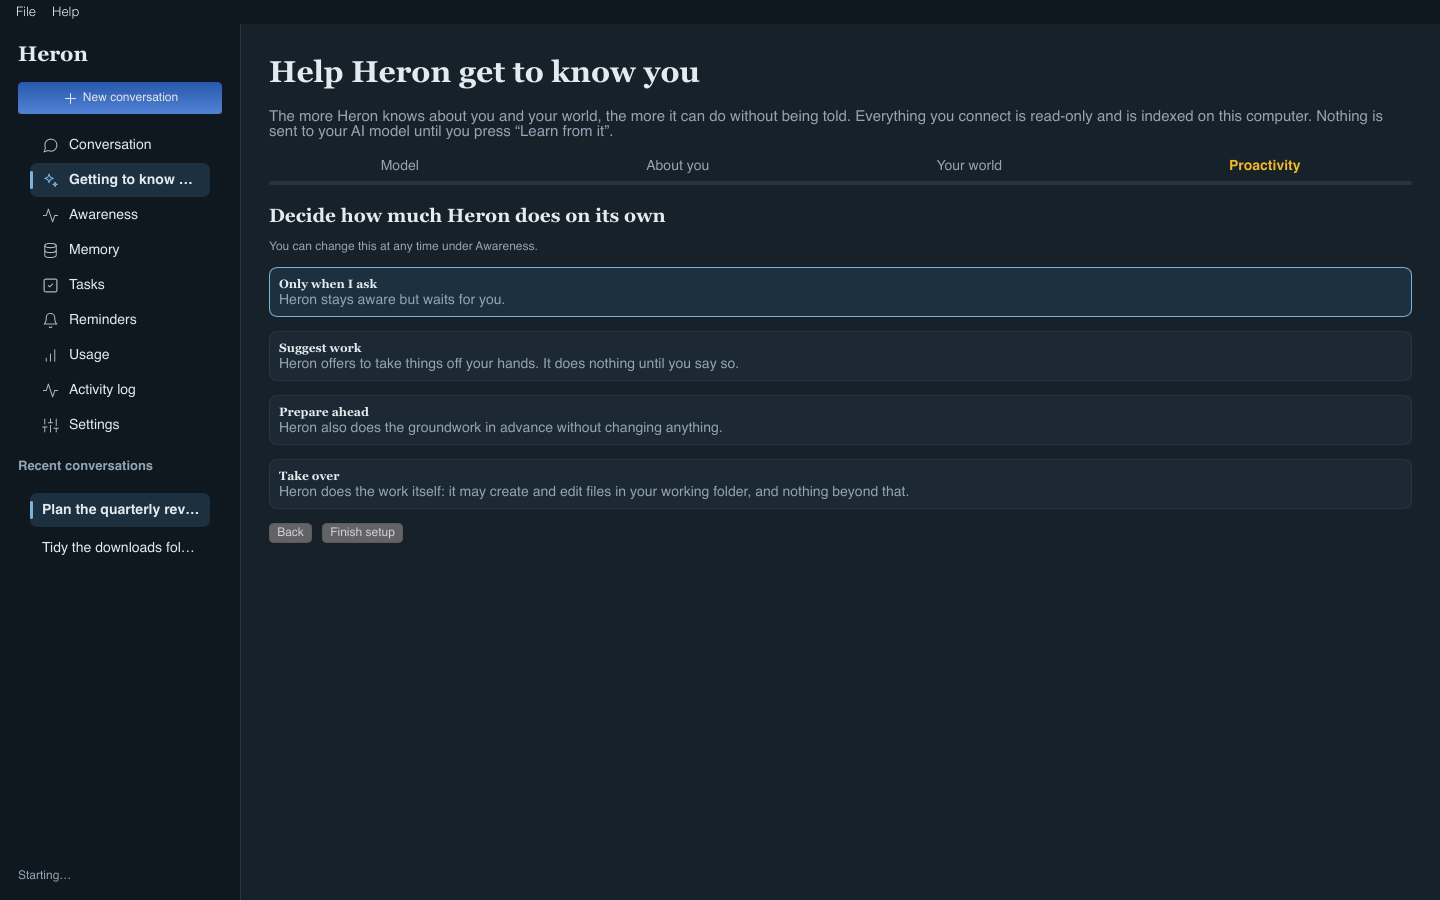 File Help
Heron
New conversation
Conversation
Getting to know ...
Awareness
Memory
Tasks
Reminders
Usage
Activity log
Settings
Recent conversations
Plan the quarterly rev...
Tidy the downloads fol...
Starting...
Help Heron get to know you
The more Heron knows about you and your world, the more it can do without being told. Everything you connect is read-only and is indexed on this computer. Nothing is
sent to your AI model until you press “Learn from it”.
Model About you Your world Proactivity
Decide how much Heron does on its own
You can change this at any time under Awareness.
Only when I ask
Heron stays aware but waits for you.
Suggest work
Heron offers to take things off your hands. It does nothing until you say so.
Prepare ahead
Heron also does the groundwork in advance without changing anything.
Take over
Heron does the work itself: it may create and edit files in your working folder, and nothing beyond that.
Back Finish setup